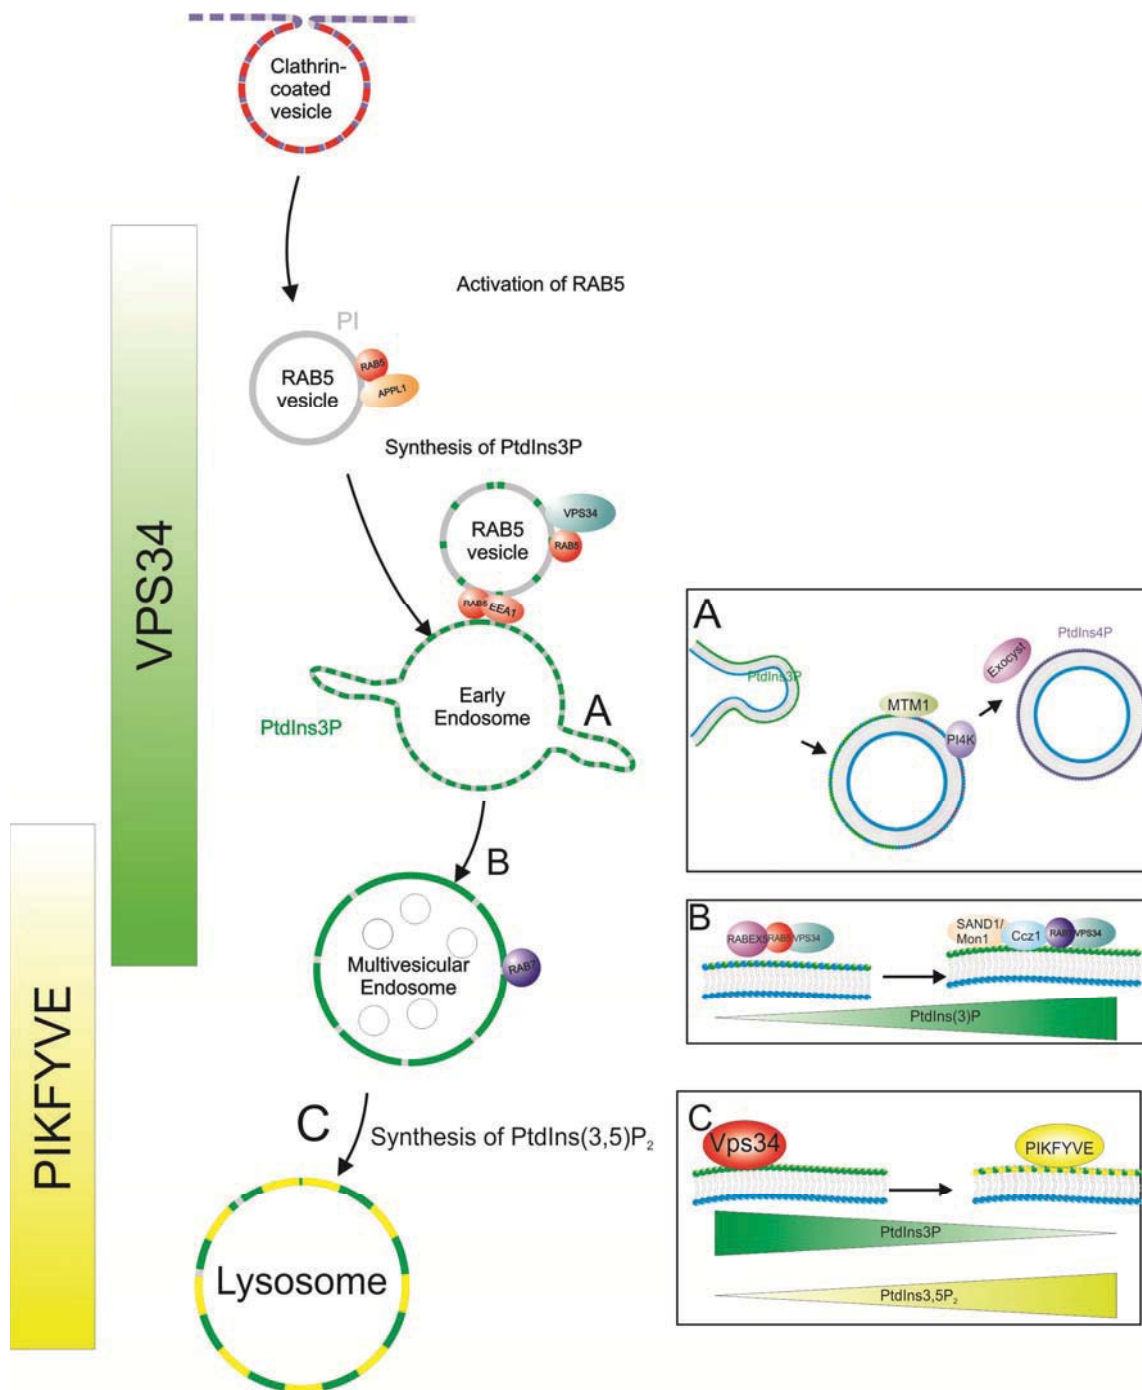 Clathrin-
coated
vesicle
Activation of RAB5
PI
RAB5
vesicle
RAB5
APPL1
VPS34
Synthesis of PtdIns3P
RAB5
vesicle
VPS34
RAB5
RAB5
EEA1
Early
Endosome
PtdIns3P
A
B
Multivesicular
Endosome
RAB7
PIKFYVE
C
Synthesis of PtdIns(3,5)P₂
Lysosome
A
PtdIns3P
MTM1
PI4K
Exocyst
PtdIns4P
B
RABEX5
RAB5
VPS34
SAND1/
Mon1
Ccz1
RAB7
VPS34
PtdIns(3)P
C
Vps34
PIKFYVE
PtdIns3P
PtdIns3,5P₂